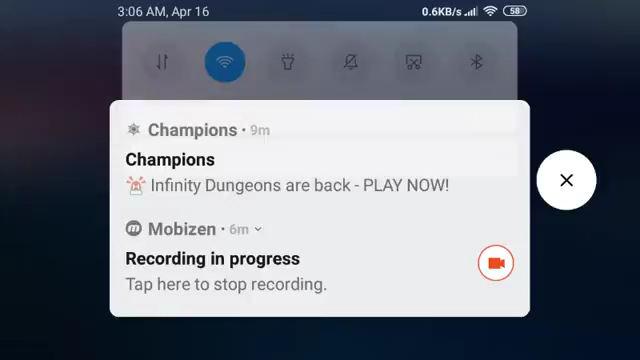 3:06 AM, Apr 16
0.6KB/s
58
Champions • 9m
Champions
Infinity Dungeons are back - PLAY NOW!
Mobizen • 6m
Recording in progress
Tap here to stop recording.